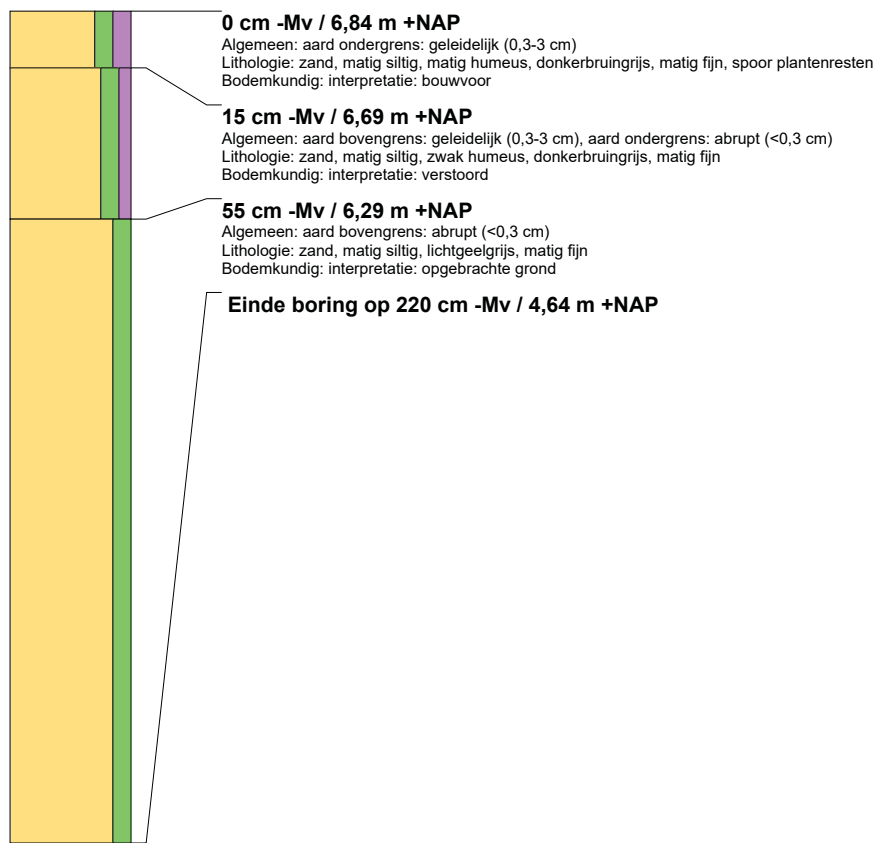 0 cm -Mv / 6,84 m +NAP
Algemeen: aard ondergrens: geleidelijk (0,3-3 cm)
Lithologie: zand, matig siltig, matig humeus, donkerbruingrijs, matig fijn, spoor plantenresten
Bodemkundig: interpretatie: bouwvoor
15 cm -Mv / 6,69 m +NAP
Algemeen: aard bovengrens: geleidelijk (0,3-3 cm), aard ondergrens: abrupt (<0,3 cm)
Lithologie: zand, matig siltig, zwak humeus, donkerbruingrijs, matig fijn
Bodemkundig: interpretatie: verstoord
55 cm -Mv / 6,29 m +NAP
Algemeen: aard bovengrens: abrupt (<0,3 cm)
Lithologie: zand, matig siltig, lichtgeelgrijs, matig fijn
Bodemkundig: interpretatie: opgebrachte grond
Einde boring op 220 cm -Mv / 4,64 m +NAP